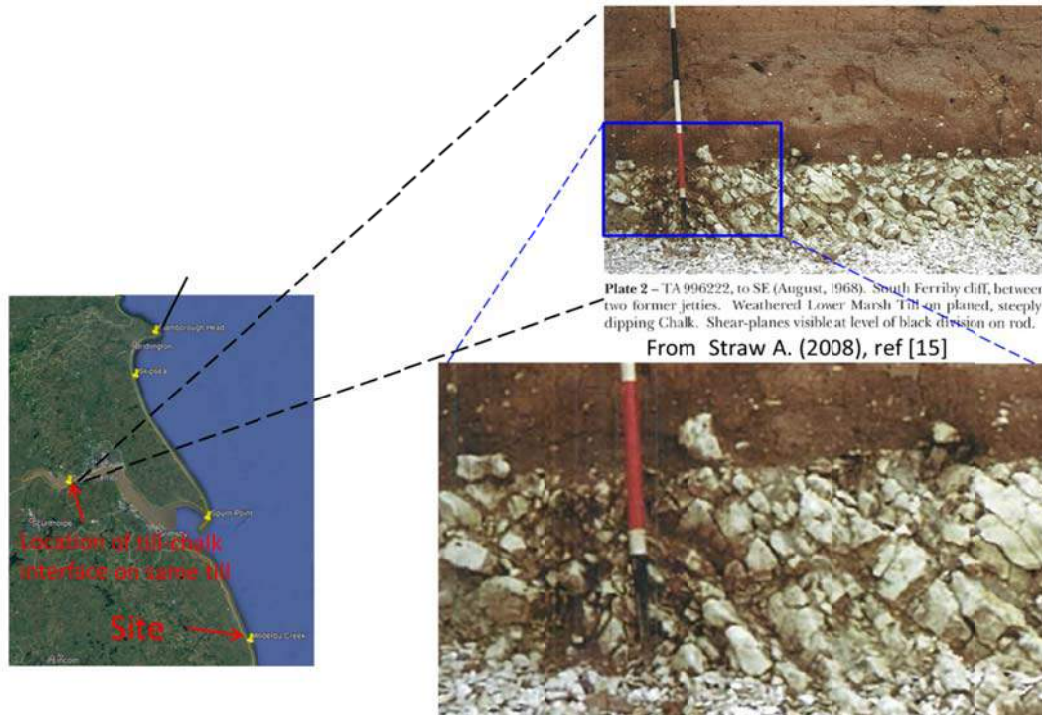 Plate 2 – TA 996222, to SE (August, 1968). South Ferriby cliff, between
two former jetties. Weathered Lower Marsh Till on planed, steeply
dipping Chalk. Shear-planes visible at level of black division on rod.
From Straw A. (2008), ref [15]
Flamborough Head
Bridlington
Skipsea
Spurn Point
Scunthorpe
Location of till-chalk
interface on same till
Site
Lincoln